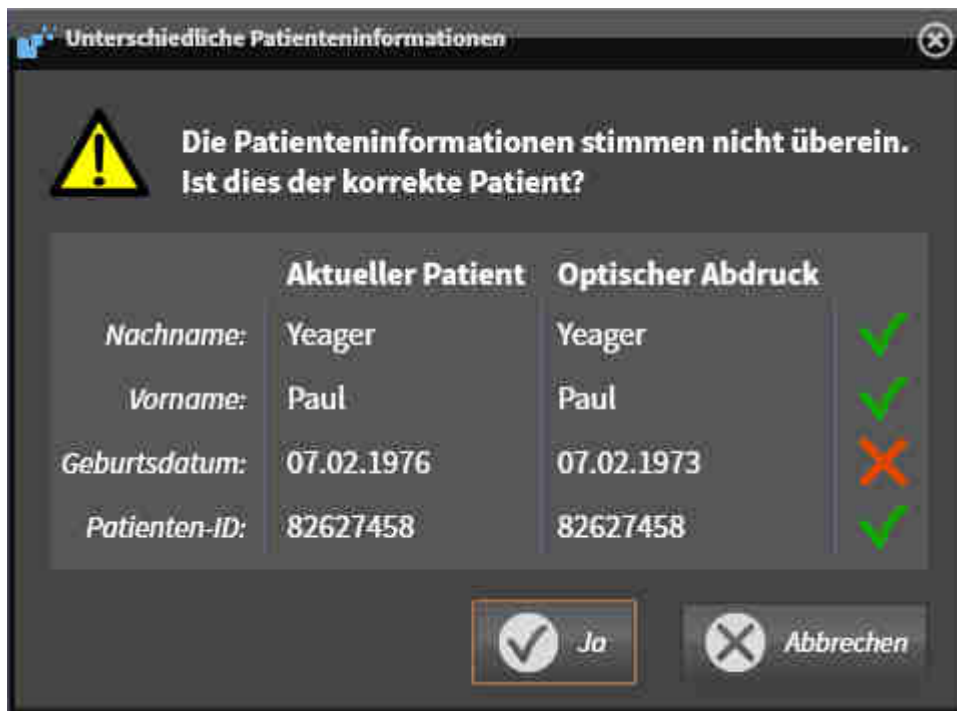 Unterschiedliche Patienteninformationen
Die Patienteninformationen stimmen nicht überein.
Ist dies der korrekte Patient?
Aktueller Patient Optischer Abdruck
Nachname: Yeager Yeager
Vorname: Paul Paul
Geburtsdatum: 07.02.1976 07.02.1973
Patienten-ID: 82627458 82627458
Ja Abbrechen